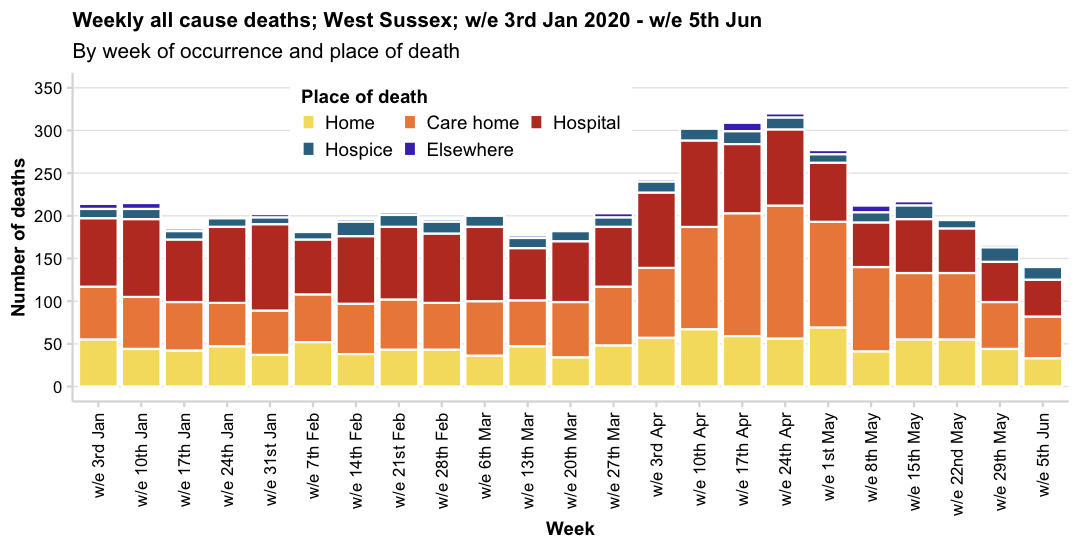 Weekly all cause deaths; West Sussex; w/e 3rd Jan 2020 - w/e 5th Jun
By week of occurrence and place of death
Place of death
Home Care home Hospital
Hospice Elsewhere
Number of deaths
350
300
250
200
150
100
50
0
w/e 3rd Jan
w/e 10th Jan
w/e 17th Jan
w/e 24th Jan
w/e 31st Jan
w/e 7th Feb
w/e 14th Feb
w/e 21st Feb
w/e 28th Feb
w/e 6th Mar
w/e 13th Mar
w/e 20th Mar
w/e 27th Mar
w/e 3rd Apr
w/e 10th Apr
w/e 17th Apr
w/e 24th Apr
w/e 1st May
w/e 8th May
w/e 15th May
w/e 22nd May
w/e 29th May
w/e 5th Jun
Week